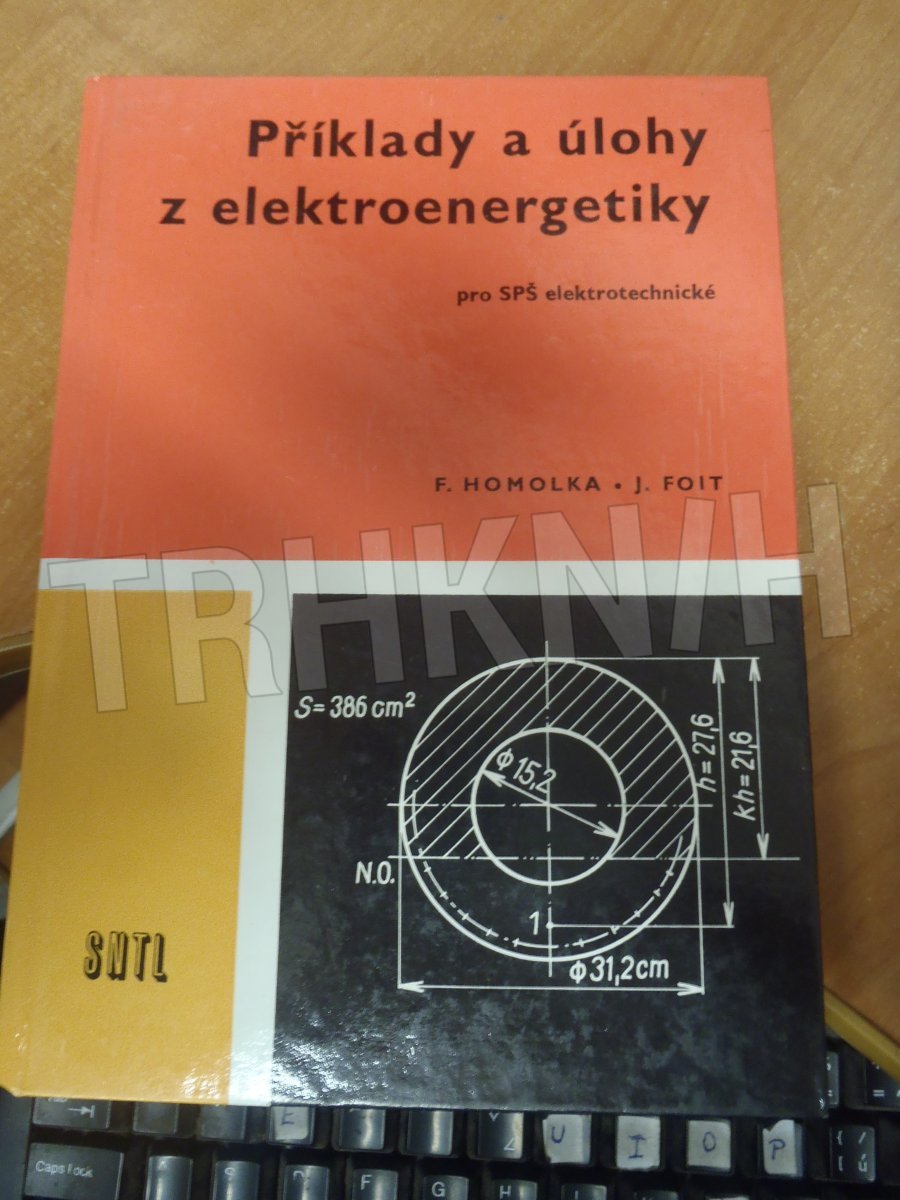 Příklady a úlohy
z elektroenergetiky
pro SPŠ elektrotechnické
F. HOMOLKA • J. FOIT
TRHKNIH
S = 386 cm²
ϕ 15,2
h = 27,6
kh = 21,6
N.O.
1
ϕ 31,2 cm
SNTL
E
Z
U I O P
Caps Lock
F
G
H
ú